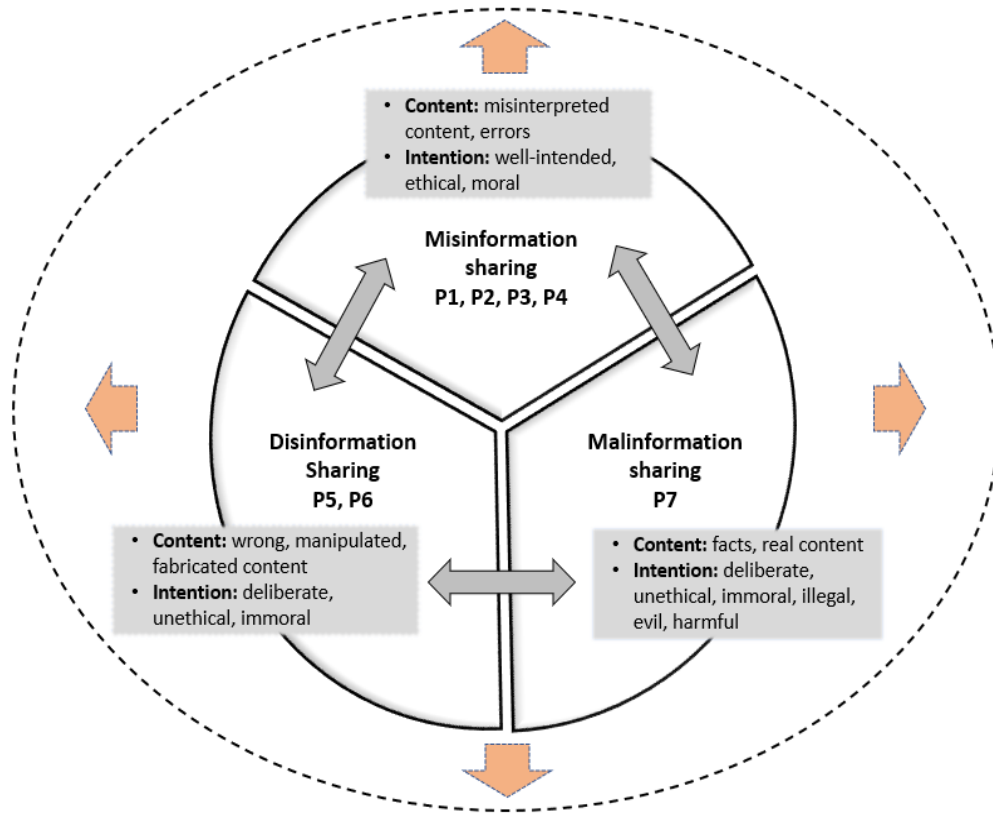 • Content: misinterpreted
content, errors
• Intention: well-intended,
ethical, moral
Misinformation
sharing
P1, P2, P3, P4
Disinformation
Sharing
P5, P6
• Content: wrong, manipulated,
fabricated content
• Intention: deliberate,
unethical, immoral
Malinformation
sharing
P7
• Content: facts, real content
• Intention: deliberate,
unethical, immoral, illegal,
evil, harmful